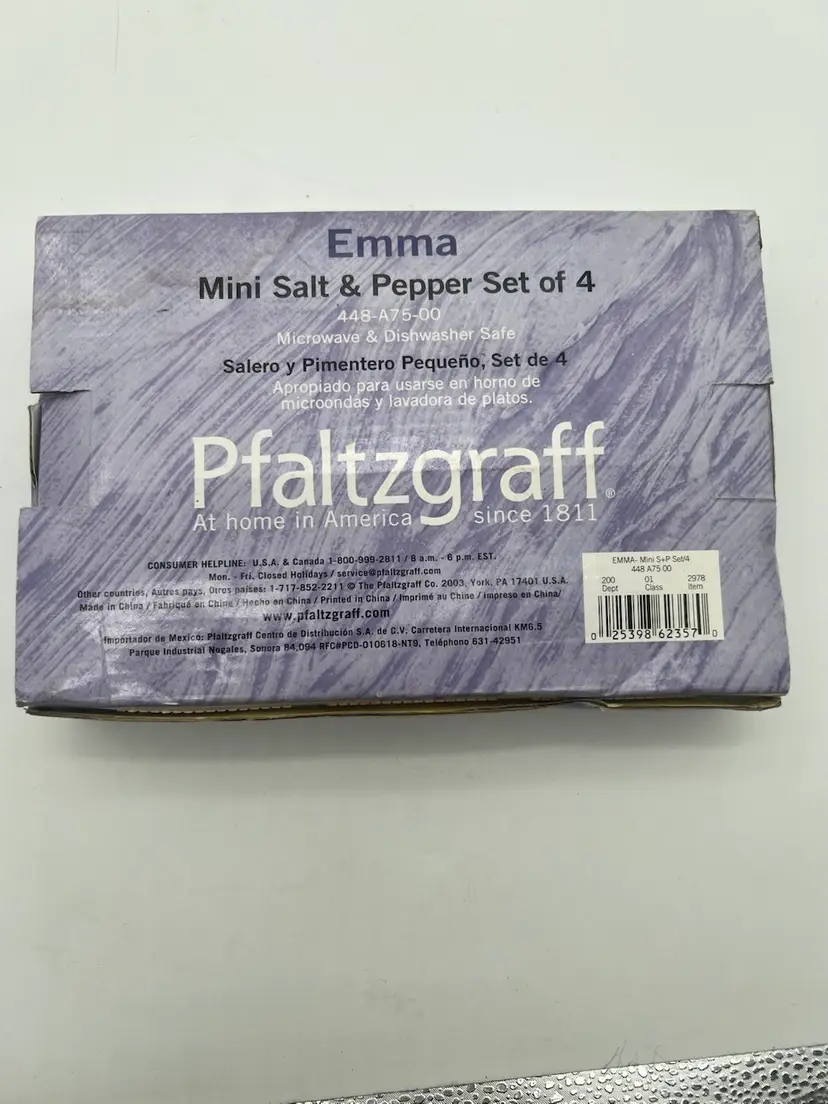 Emma
Mini Salt & Pepper Set of 4
448-A75-00
Microwave & Dishwasher Safe
Salero y Pimentero Pequeño, Set de 4
Apropiado para usarse en horno de
microondas y lavadora de platos.
Pfaltzgraff®
At home in America since 1811
CONSUMER HELPLINE: U.S.A. & Canada 1-800-999-2811 / 8 a.m. - 6 p.m. EST.
Mon. - Fri. Closed Holidays / service@pfaltzgraff.com
Other countries, Autres pays, Otros países: 1-717-852-2211 © The Pfaltzgraff Co. 2003, York, PA 17401 U.S.A.
Made in China / Fabriqué en Chine / Hecho en China / Printed in China / Imprimé au Chine / impreso en China/
www.pfaltzgraff.com
Importador de Mexico: Pfaltzgraff Centro de Distribución S.A. de C.V. Carretera Internacional KM6.5
Parque Industrial Nogales, Sonora 84,094 RFC#PCD-010618-NT9, Teléphono 631-42951
EMMA- Mini S+P Set/4
448 A75 00
200 01 2978
Dept Class Item
0 25398 62357 0